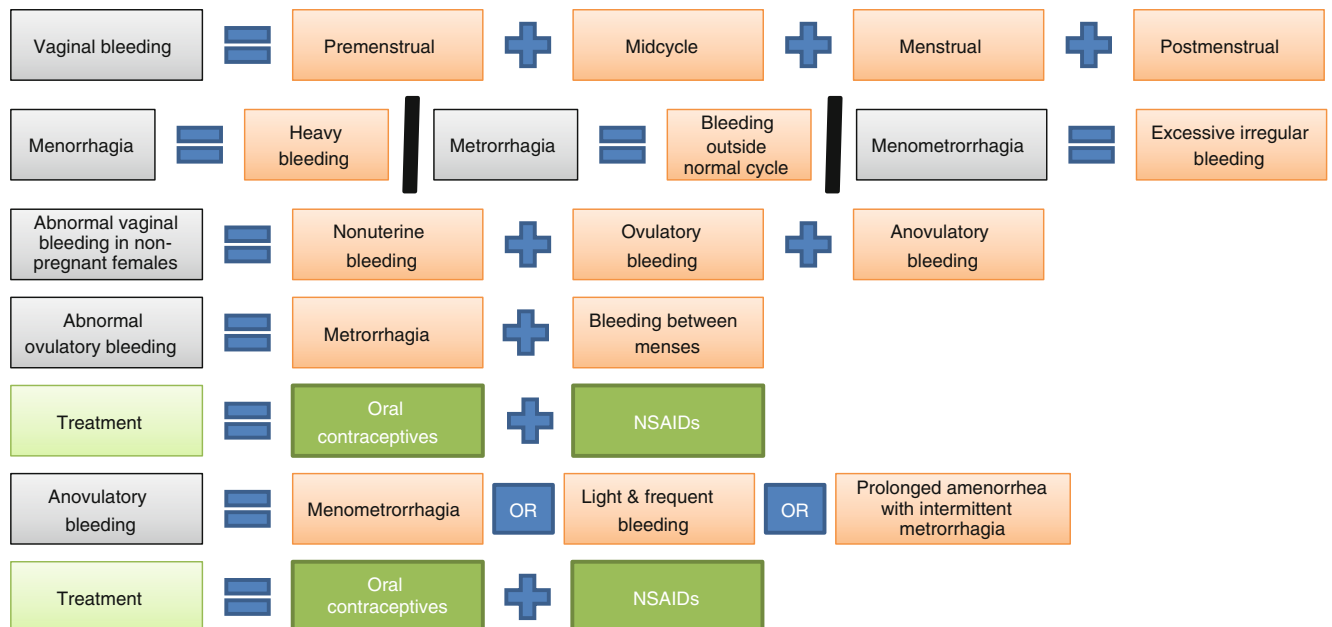 Vaginal bleeding
Premenstrual
Midcycle
Menstrual
Postmenstrual
Menorrhagia
Heavy
bleeding
Metrorrhagia
Bleeding
outside
normal cycle
Menometrorrhagia
Excessive irregular
bleeding
Abnormal vaginal
bleeding in non-
pregnant females
Nonuterine
bleeding
Ovulatory
bleeding
Anovulatory
bleeding
Abnormal
ovulatory bleeding
Metrorrhagia
Bleeding between
menses
Treatment
Oral
contraceptives
NSAIDs
Anovulatory
bleeding
Menometrorrhagia
OR
Light & frequent
bleeding
OR
Prolonged amenorrhea
with intermittent
metrorrhagia
Treatment
Oral
contraceptives
NSAIDs